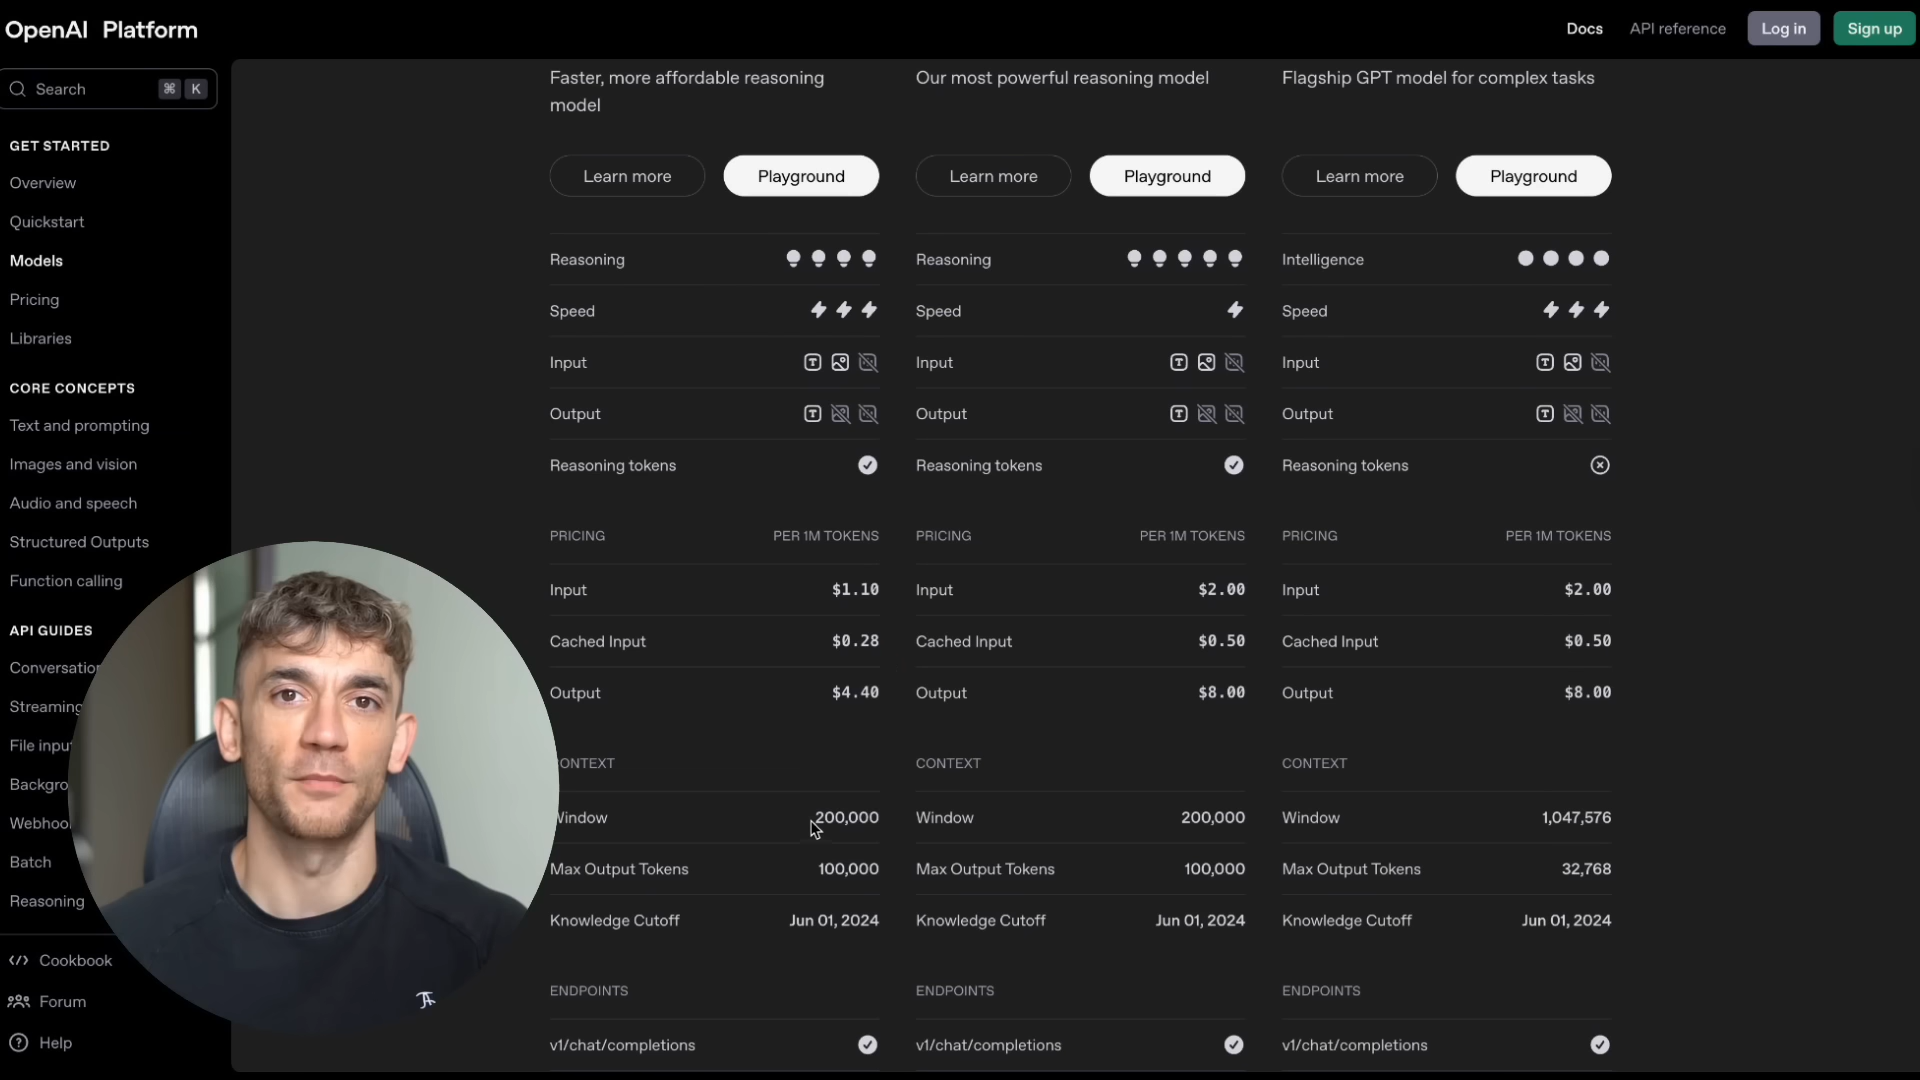 OpenAI Platform
Docs
API reference
Log in
Sign up
Search
⌘ K
GET STARTED
Overview
Quickstart
Models
Pricing
Libraries
CORE CONCEPTS
Text and prompting
Images and vision
Audio and speech
Structured Outputs
Function calling
API GUIDES
Conversation
Streaming
File input
Backgro
Webhoo
Batch
Reasoning
Cookbook
Forum
Help
Faster, more affordable reasoning
model
Learn more
Playground
Reasoning
Speed
Input
Output
Reasoning tokens
PRICING PER 1M TOKENS
Input $1.10
Cached Input $0.28
Output $4.40
ONTEXT
Window 200,000
Max Output Tokens 100,000
Knowledge Cutoff Jun 01, 2024
ENDPOINTS
v1/chat/completions
Our most powerful reasoning model
Learn more
Playground
Reasoning
Speed
Input
Output
Reasoning tokens
PRICING PER 1M TOKENS
Input $2.00
Cached Input $0.50
Output $8.00
CONTEXT
Window 200,000
Max Output Tokens 100,000
Knowledge Cutoff Jun 01, 2024
ENDPOINTS
v1/chat/completions
Flagship GPT model for complex tasks
Learn more
Playground
Intelligence
Speed
Input
Output
Reasoning tokens
PRICING PER 1M TOKENS
Input $2.00
Cached Input $0.50
Output $8.00
CONTEXT
Window 1,047,576
Max Output Tokens 32,768
Knowledge Cutoff Jun 01, 2024
ENDPOINTS
v1/chat/completions